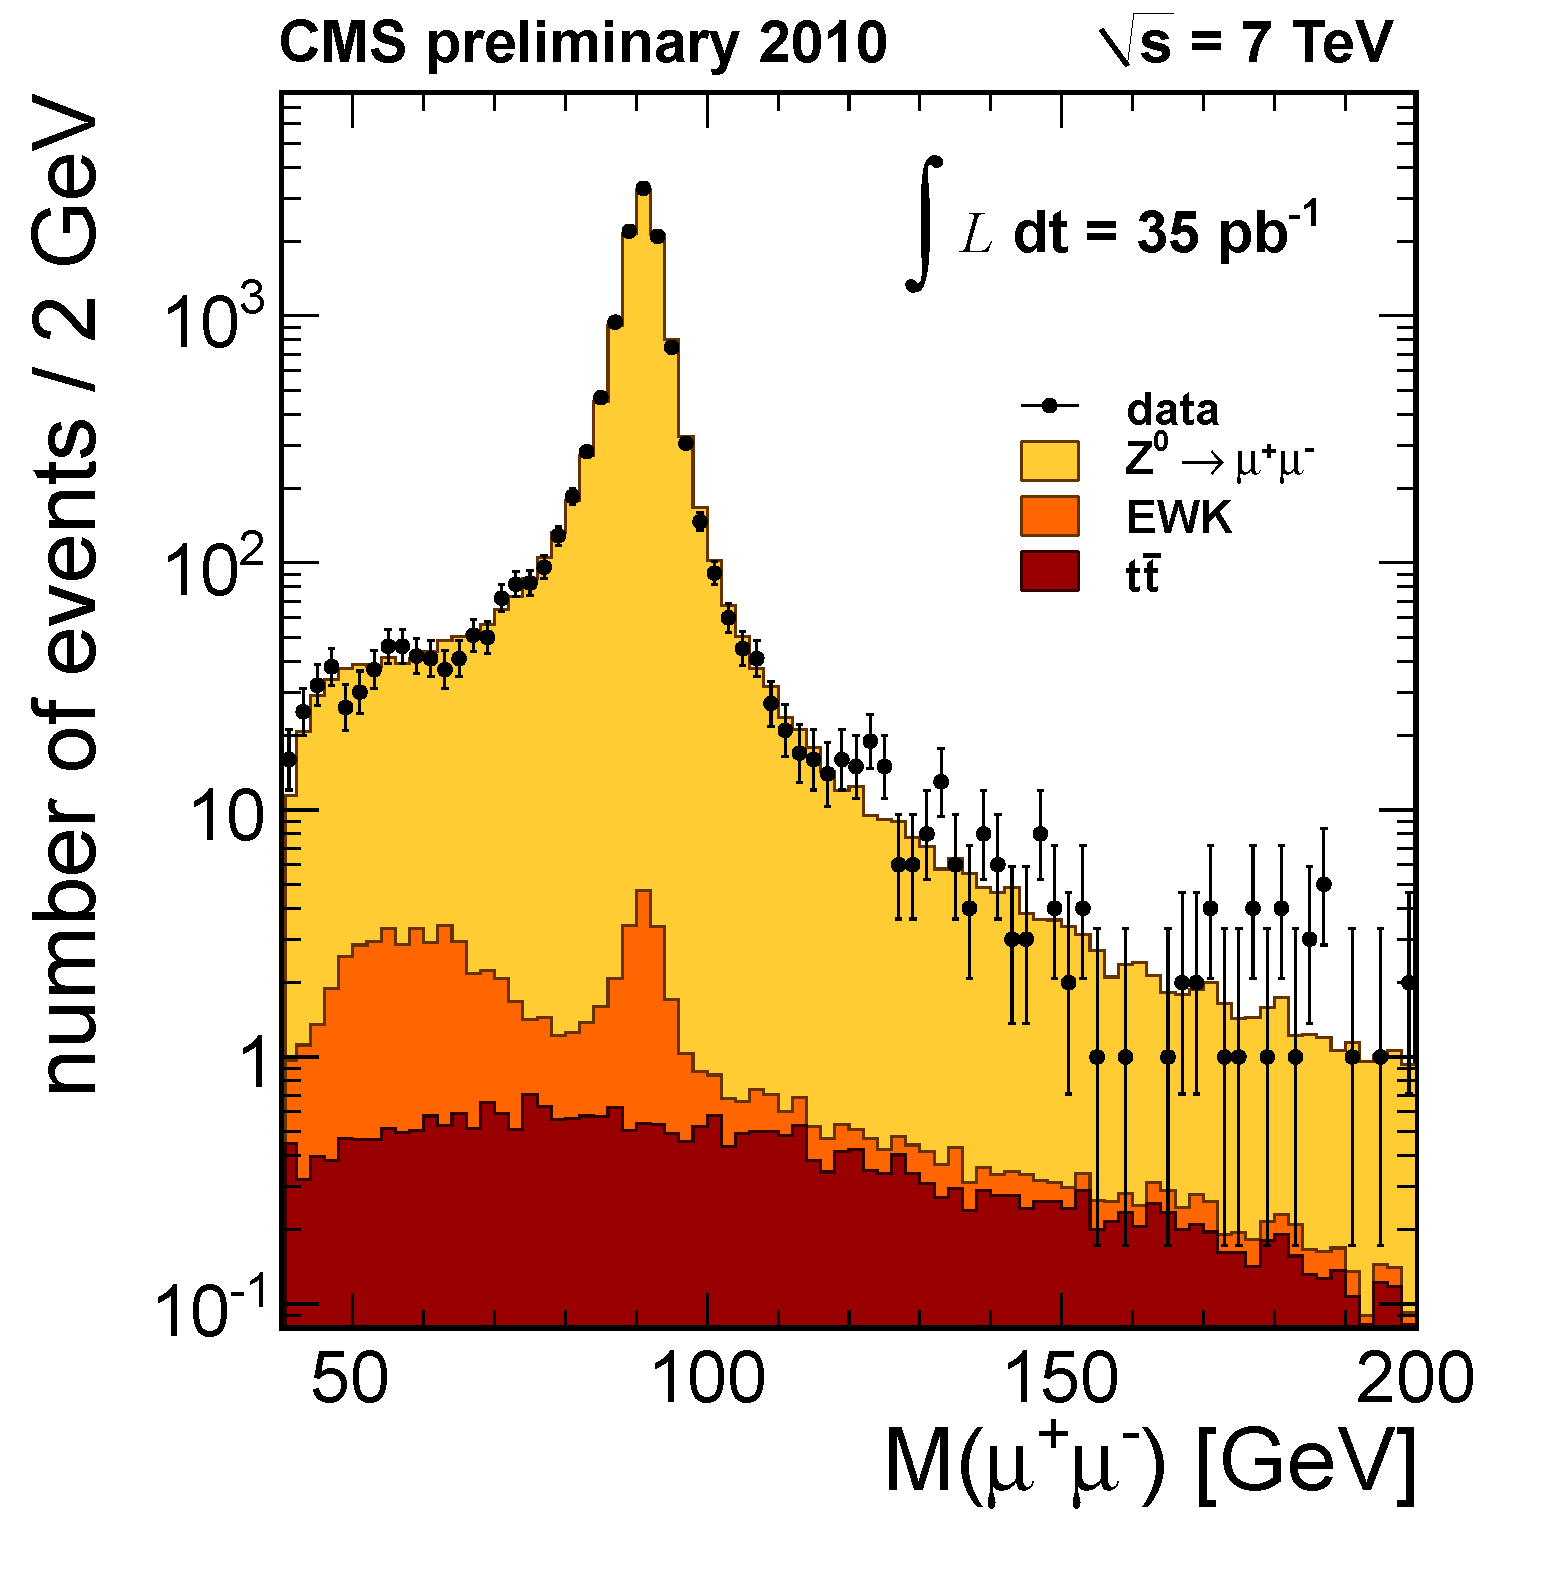 CMS preliminary 2010 √s = 7 TeV
number of events / 2 GeV
∫ L dt = 35 pb⁻¹
data
Z⁰ → μ⁺μ⁻
EWK
tt̄
10³
10²
10
1
10⁻¹
50 100 150 200
M(μ⁺μ⁻) [GeV]